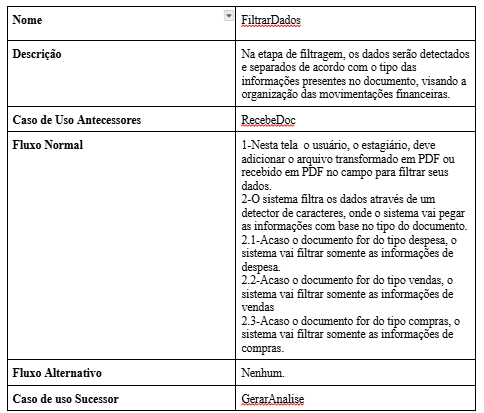 Nome FiltrarDados
Descrição Na etapa de filtragem, os dados serão detectados
e separados de acordo com o tipo das
informações presentes no documento, visando a
organização das movimentações financeiras.
Caso de Uso Antecessores RecebeDoc
Fluxo Normal 1-Nesta tela o usuário, o estagiário, deve
adicionar o arquivo transformado em PDF ou
recebido em PDF no campo para filtrar seus
dados.
2-O sistema filtra os dados através de um
detector de caracteres, onde o sistema vai pegar
as informações com base no tipo do documento.
2.1-Acaso o documento for do tipo despesa, o
sistema vai filtrar somente as informações de
despesa.
2.2-Acaso o documento for do tipo vendas, o
sistema vai filtrar somente as informações de
vendas
2.3-Acaso o documento for do tipo compras, o
sistema vai filtrar somente as informações de
compras.
Fluxo Alternativo Nenhum.
Caso de uso Sucessor GerarAnalise